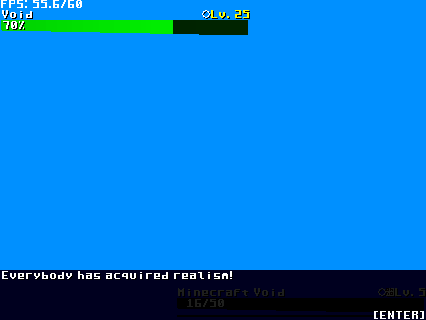 FPS: 55.6/60
Void Lv. 25
70%
Everybody has acquired realism!
Minecraft Void Lv. 5
16/50
[ENTER]